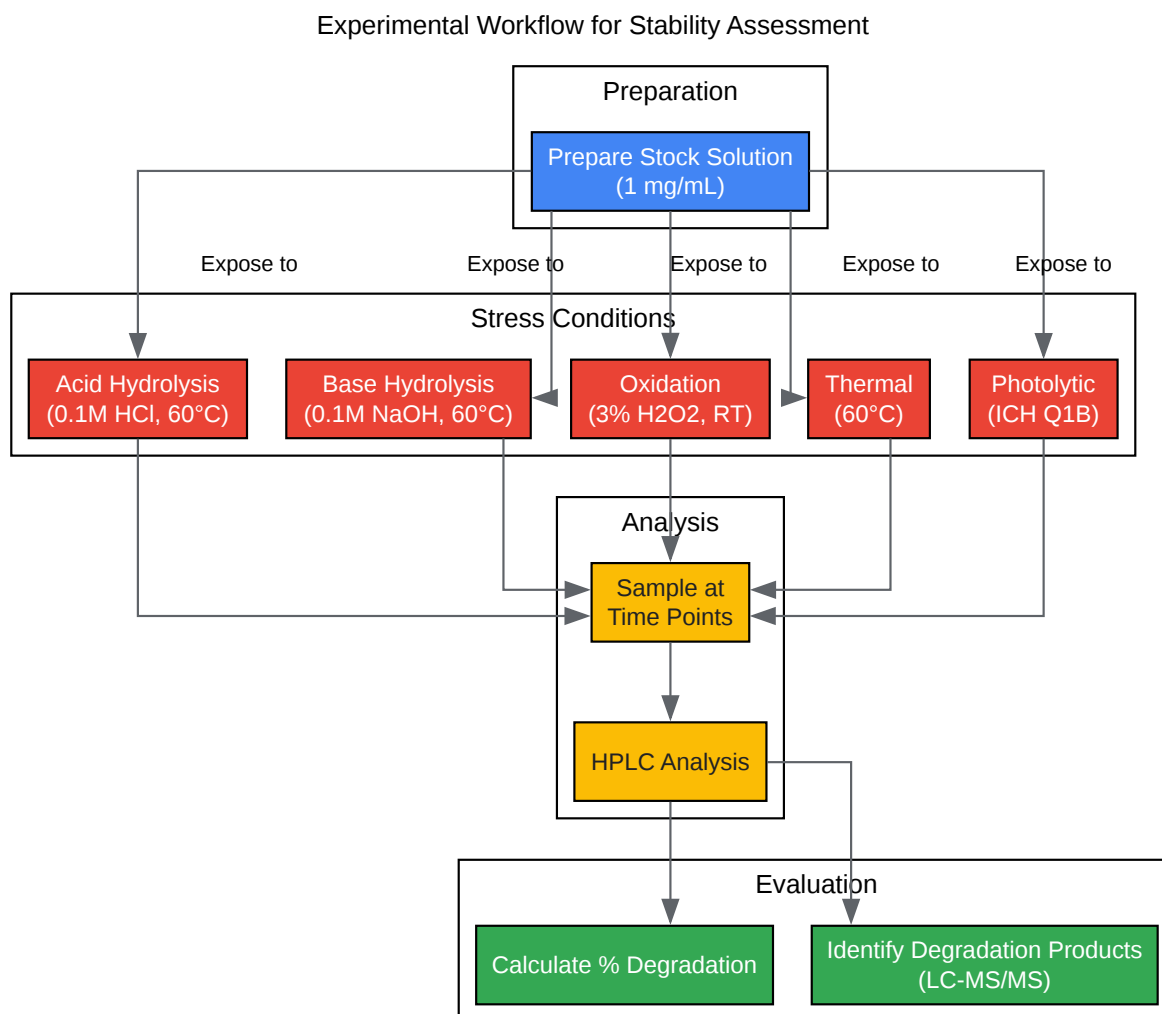 Experimental Workflow for Stability Assessment
Preparation
Prepare Stock Solution
(1 mg/mL)
Expose to
Expose to
Expose to
Expose to
Expose to
Stress Conditions
Acid Hydrolysis
(0.1M HCl, 60°C)
Base Hydrolysis
(0.1M NaOH, 60°C)
Oxidation
(3% H2O2, RT)
Thermal
(60°C)
Photolytic
(ICH Q1B)
Analysis
Sample at
Time Points
HPLC Analysis
Evaluation
Calculate % Degradation
Identify Degradation Products
(LC-MS/MS)